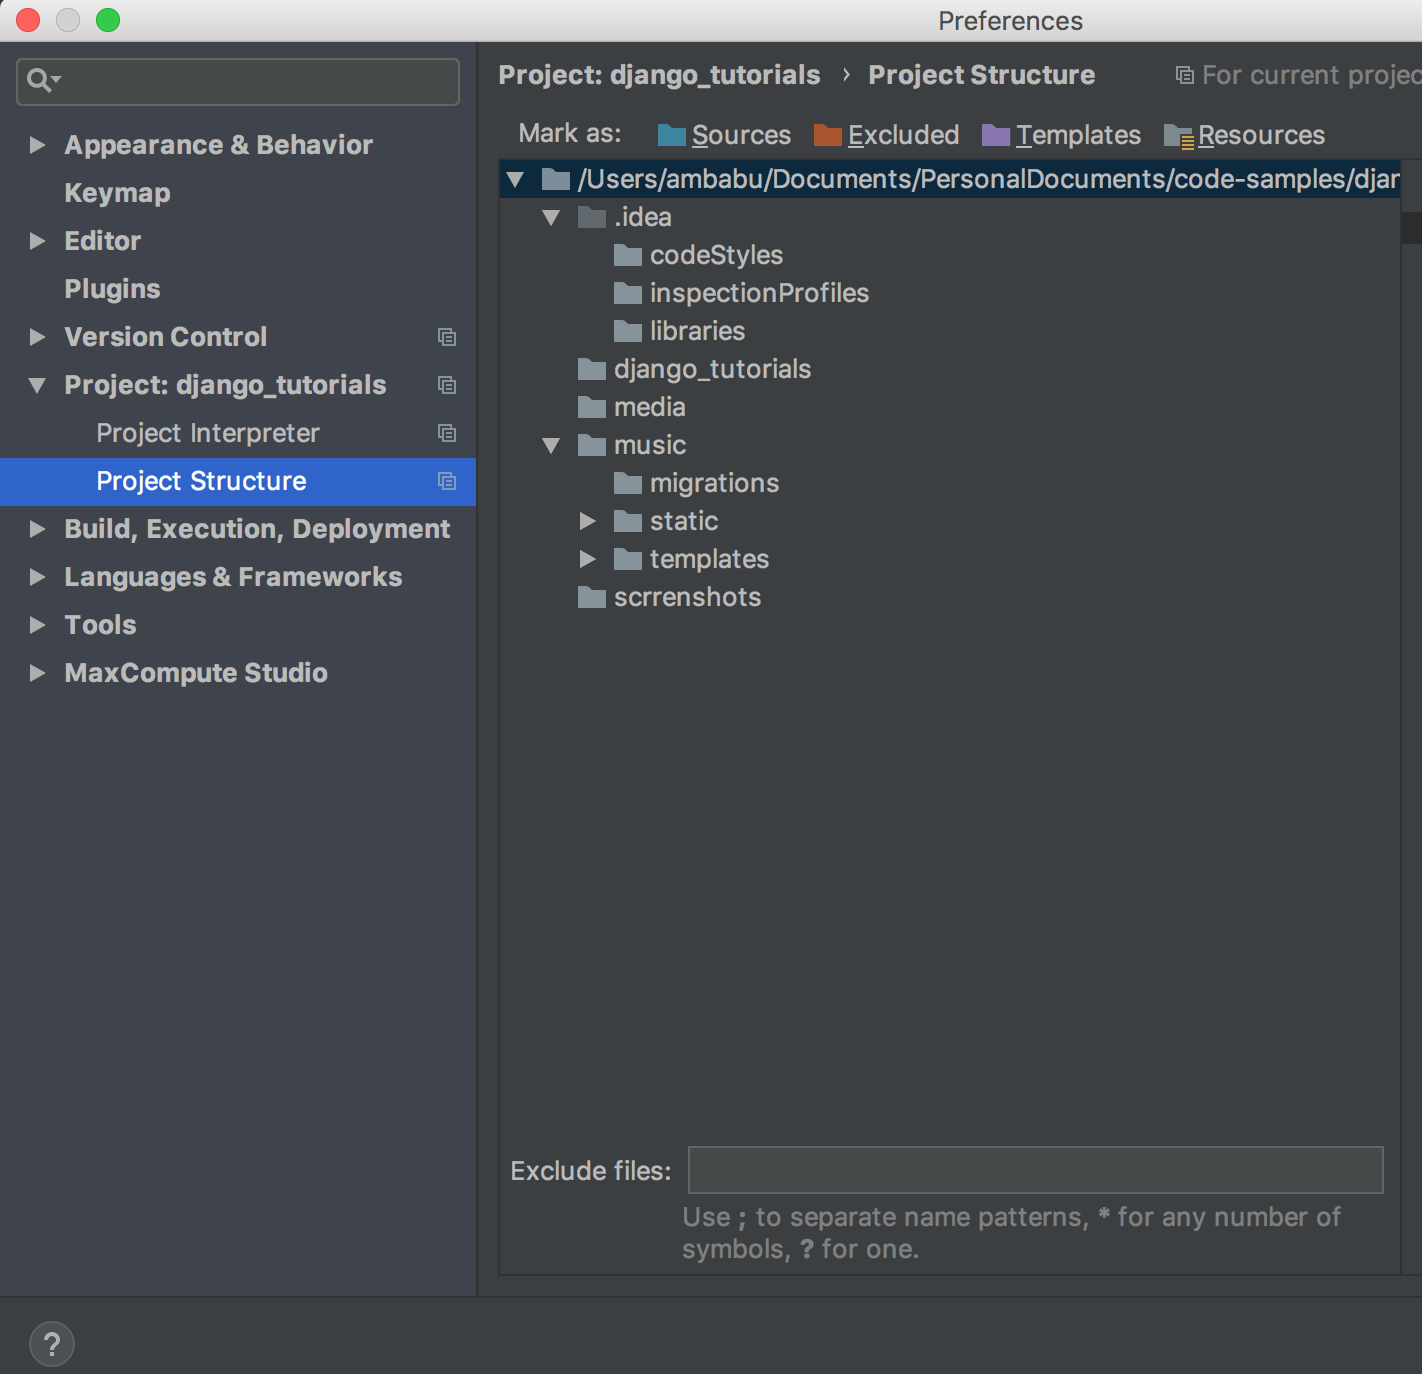 Preferences
Appearance & Behavior
Keymap
Editor
Plugins
Version Control
Project: django_tutorials
Project Interpreter
Project Structure
Build, Execution, Deployment
Languages & Frameworks
Tools
MaxCompute Studio
Project: django_tutorials › Project Structure For current projec
Mark as: Sources Excluded Templates Resources
/Users/ambabu/Documents/PersonalDocuments/code-samples/djan
.idea
codeStyles
inspectionProfiles
libraries
django_tutorials
media
music
migrations
static
templates
scrrenshots
Exclude files:
Use ; to separate name patterns, * for any number of
symbols, ? for one.
?